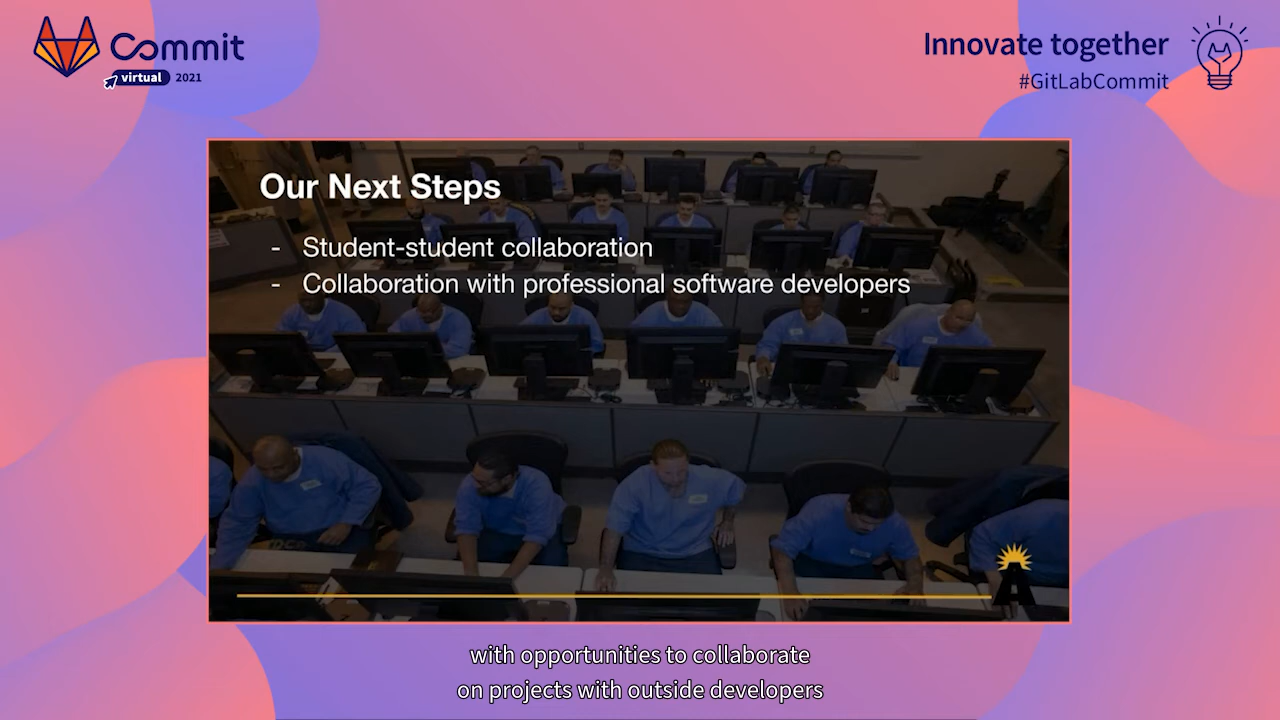 Commit
virtual 2021
Innovate together
#GitLabCommit
Our Next Steps
- Student-student collaboration
- Collaboration with professional software developers
with opportunities to collaborate
on projects with outside developers